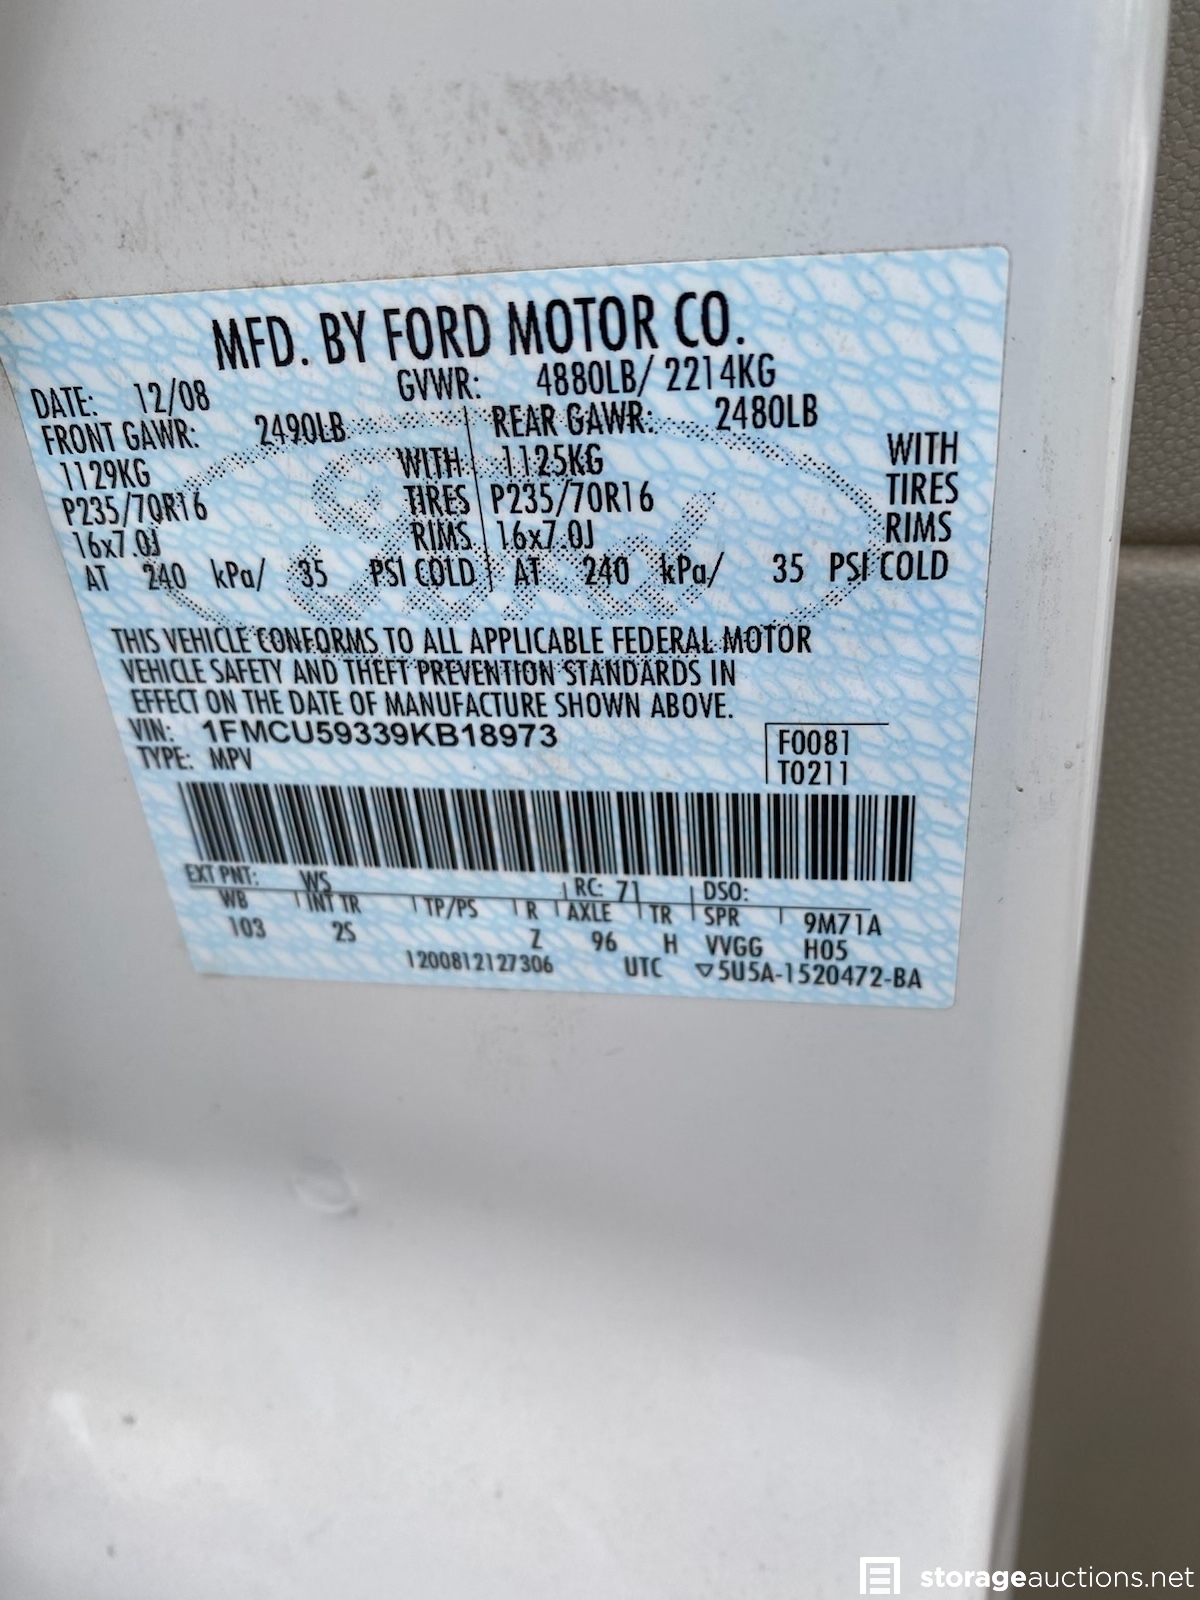 MFD. BY FORD MOTOR CO.
DATE: 12/08 GVWR: 4880LB/ 2214KG
FRONT GAWR: 2490LB REAR GAWR: 2480LB
1129KG WITH 1125KG WITH
P235/70R16 TIRES P235/70R16 TIRES
16x7.0J RIMS 16x7.0J RIMS
AT 240 kPa/ 35 PSI COLD AT 240 kPa/ 35 PSI COLD
THIS VEHICLE CONFORMS TO ALL APPLICABLE FEDERAL MOTOR
VEHICLE SAFETY AND THEFT PREVENTION STANDARDS IN
EFFECT ON THE DATE OF MANUFACTURE SHOWN ABOVE.
VIN: 1FMCU59339KB18973 F0081
TYPE: MPV T0211
EXT PNT: WS RC: 71 DSO:
WB INT TR TP/PS R AXLE TR SPR 9M71A
103 2S Z 96 H VVGG H05
1200812127306 UTC ▽5U5A-1520472-BA
storageauctions.net